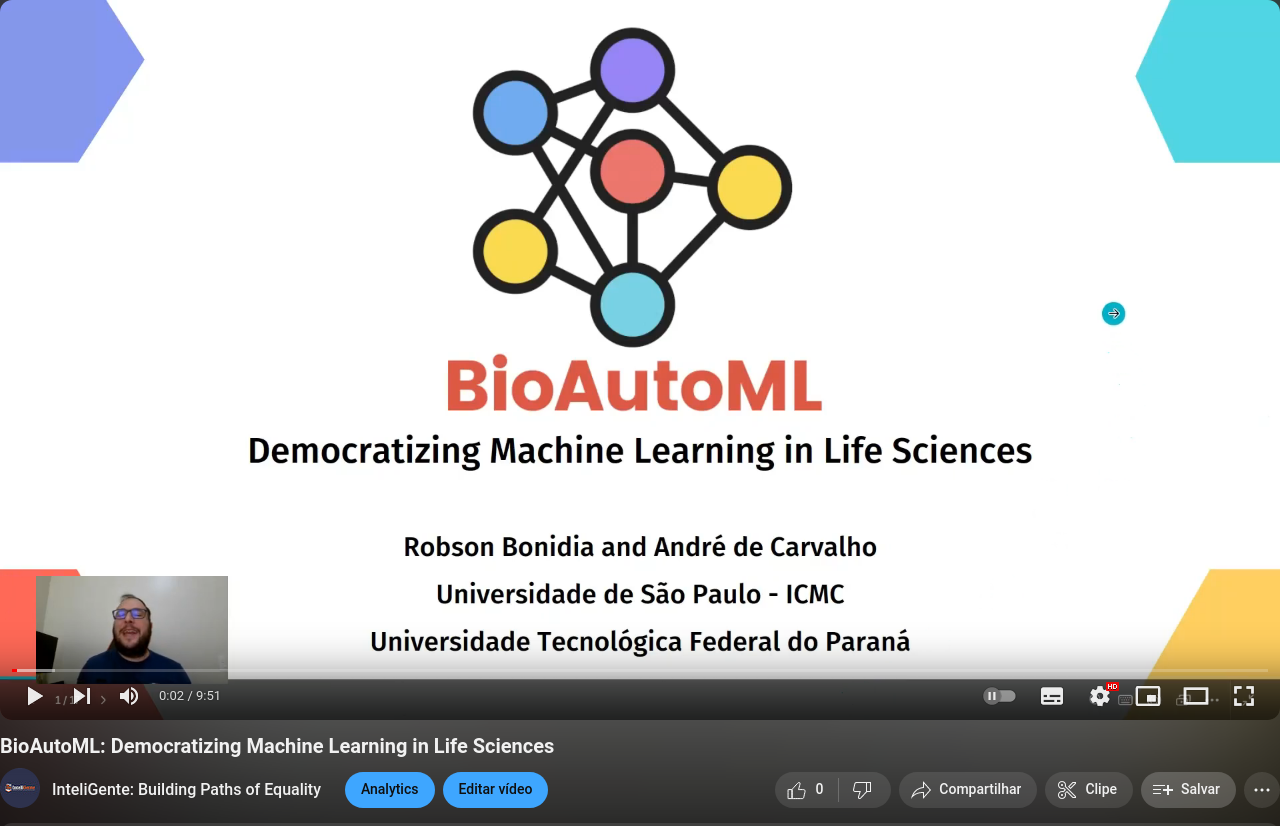 BioAutoML
Democratizing Machine Learning in Life Sciences
Robson Bonidia and André de Carvalho
Universidade de São Paulo - ICMC
Universidade Tecnológica Federal do Paraná
0:02 / 9:51
HD
BioAutoML: Democratizing Machine Learning in Life Sciences
InteliGente: Building Paths of Equality
Analytics
Editar vídeo
0
Compartilhar
Clipe
Salvar